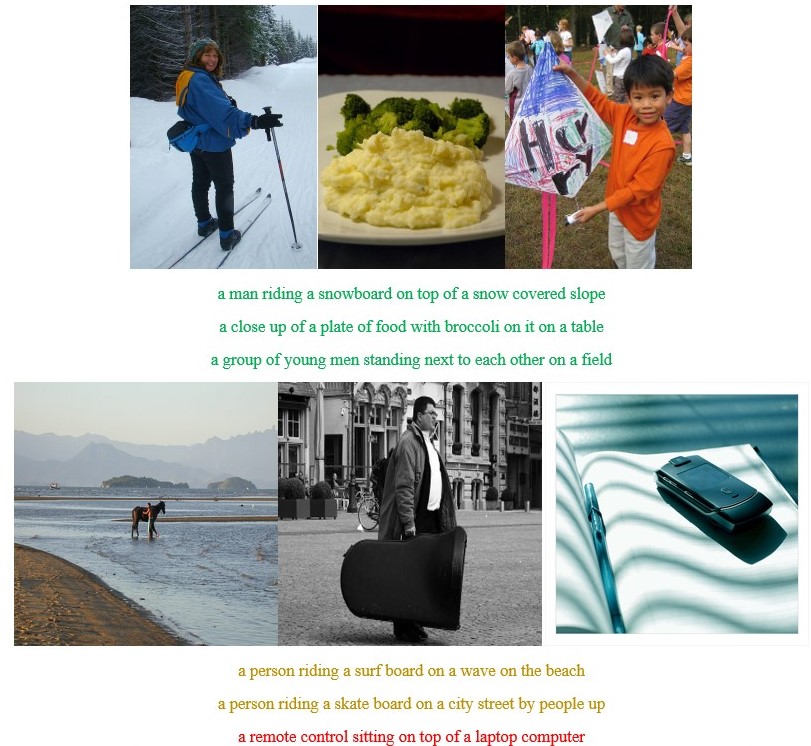 HCr
ry
a man riding a snowboard on top of a snow covered slope
a close up of a plate of food with broccoli on it on a table
a group of young men standing next to each other on a field
a person riding a surf board on a wave on the beach
a person riding a skate board on a city street by people up
a remote control sitting on top of a laptop computer